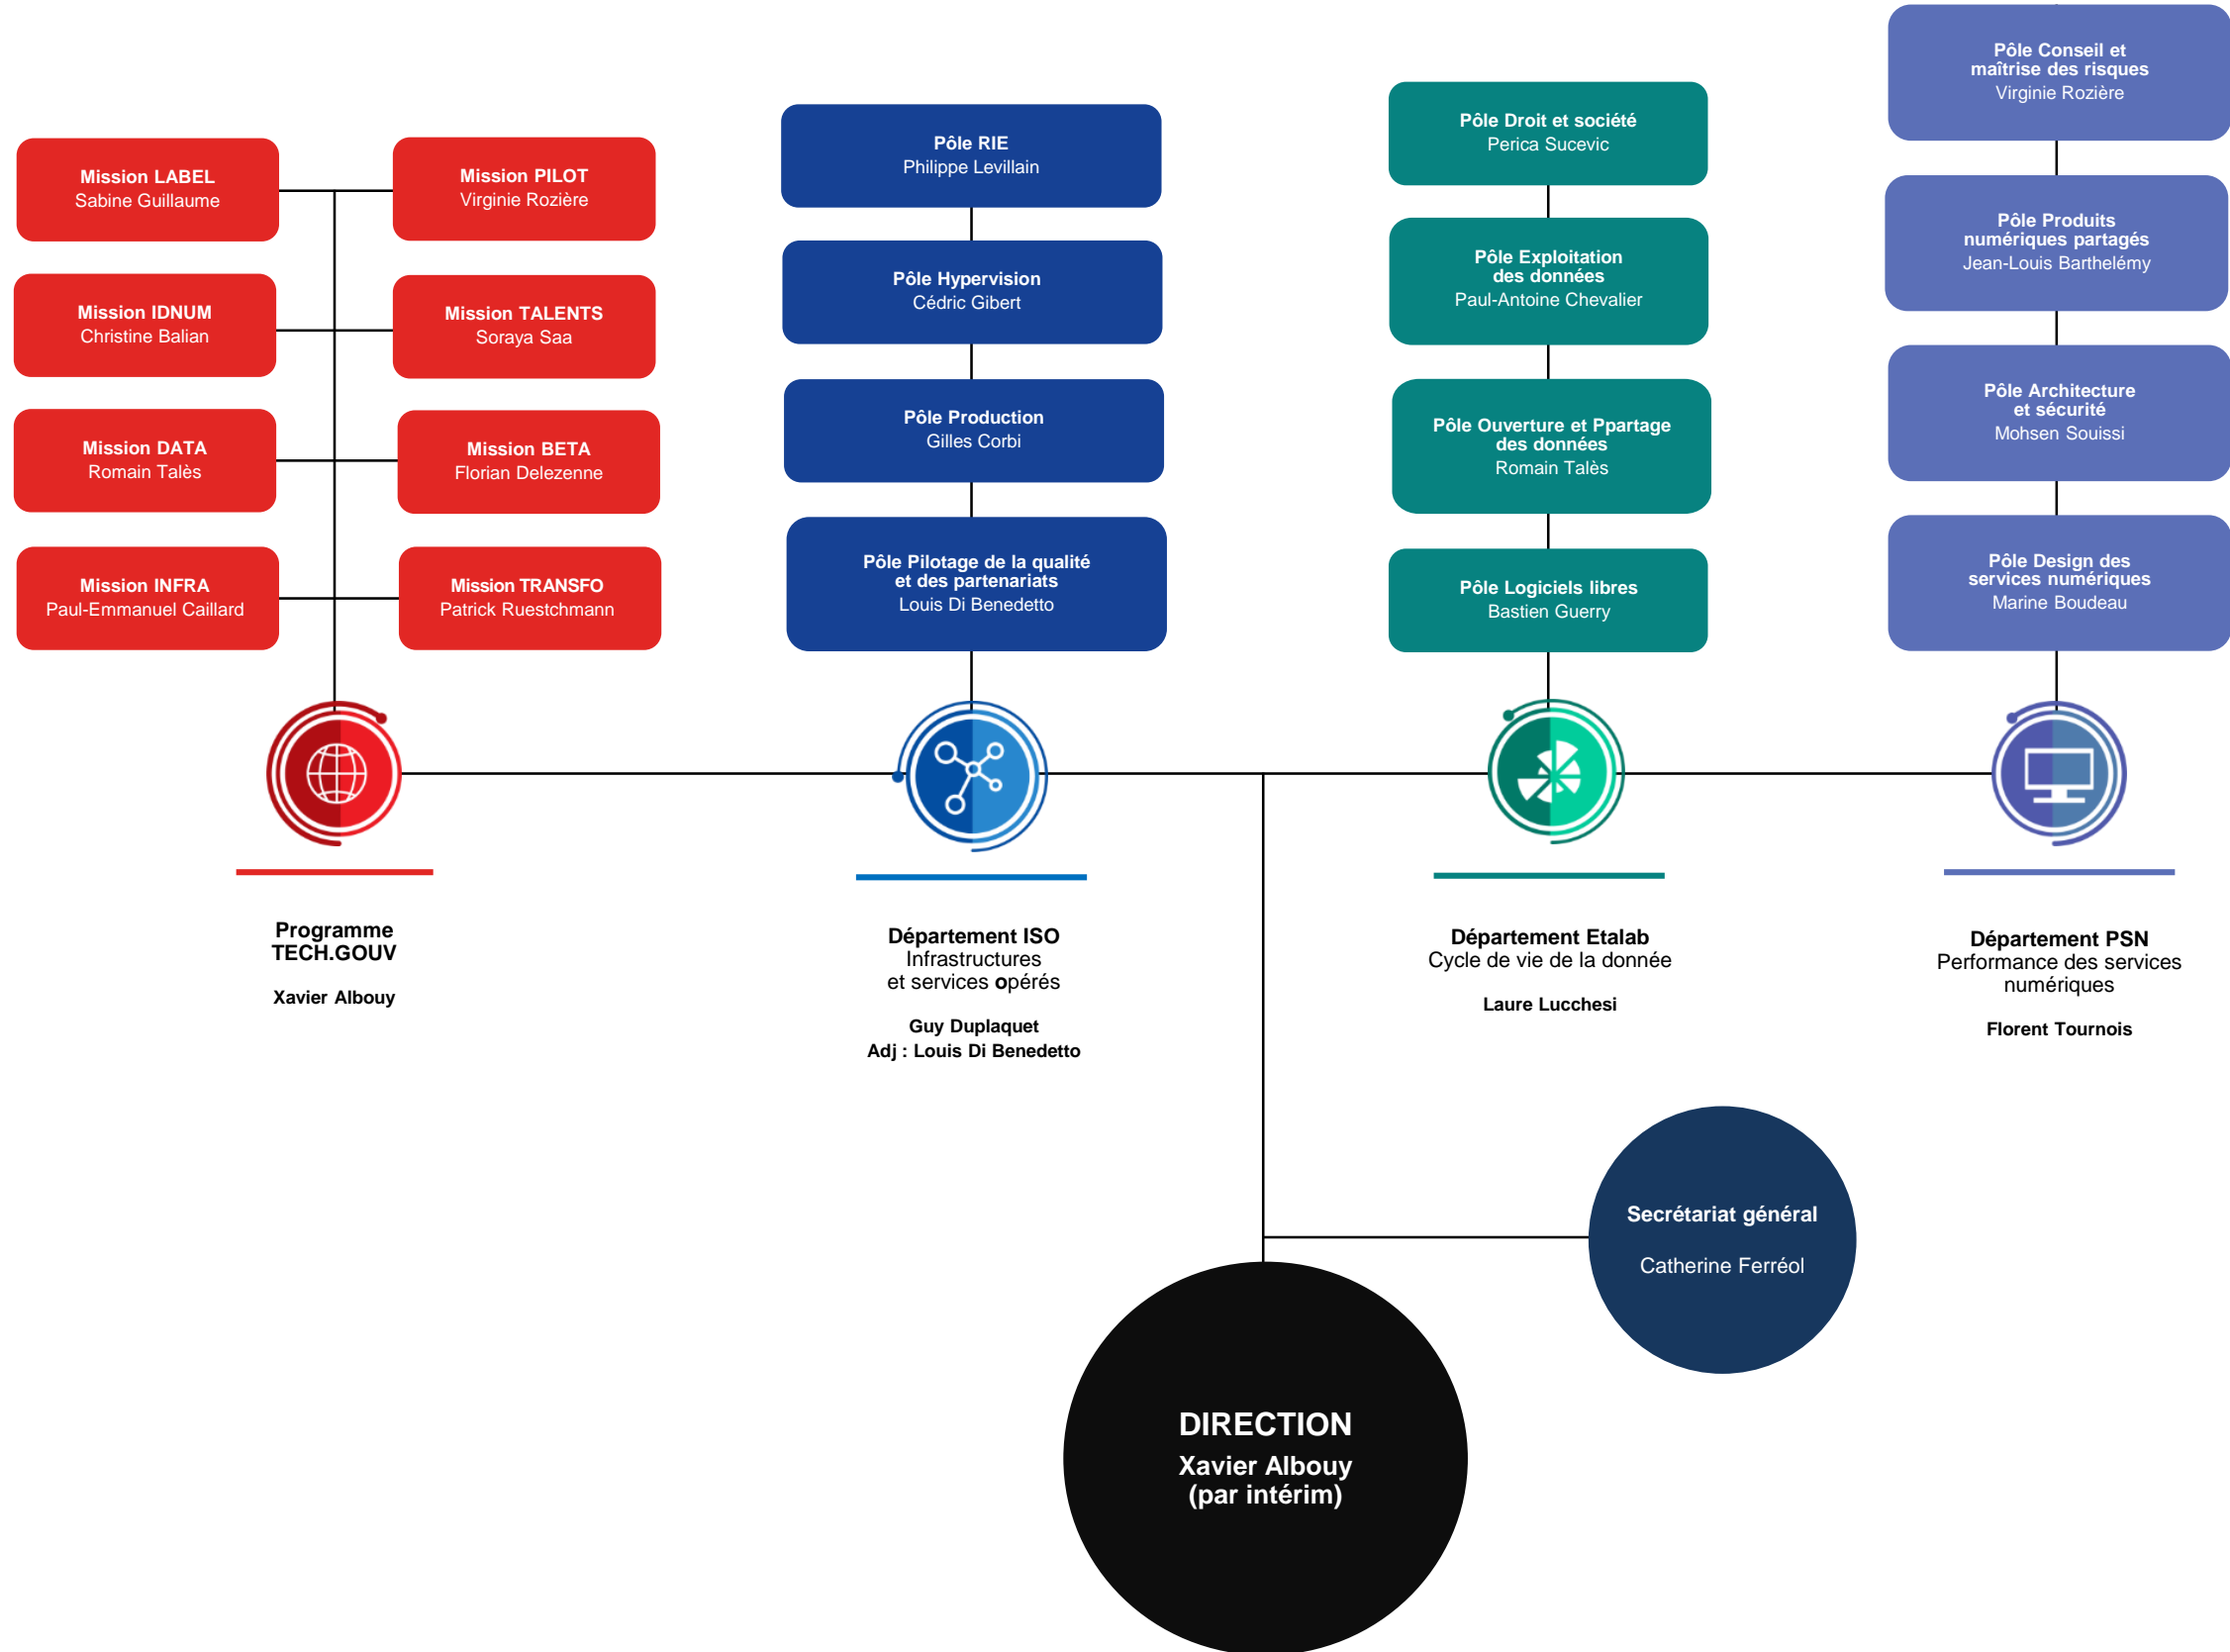 Mission LABEL
Sabine Guillaume
Mission PILOT
Virginie Rozière
Mission IDNUM
Christine Balian
Mission TALENTS
Soraya Saa
Mission DATA
Romain Talès
Mission BETA
Florian Delezenne
Mission INFRA
Paul-Emmanuel Caillard
Mission TRANSFO
Patrick Ruestchmann
Programme
TECH.GOUV
Xavier Albouy
Pôle RIE
Philippe Levillain
Pôle Hypervision
Cédric Gibert
Pôle Production
Gilles Corbi
Pôle Pilotage de la qualité
et des partenariats
Louis Di Benedetto
Département ISO
Infrastructures
et services opérés
Guy Duplaquet
Adj : Louis Di Benedetto
Pôle Droit et société
Perica Sucevic
Pôle Exploitation
des données
Paul-Antoine Chevalier
Pôle Ouverture et Ppartage
des données
Romain Talès
Pôle Logiciels libres
Bastien Guerry
Département Etalab
Cycle de vie de la donnée
Laure Lucchesi
Pôle Conseil et
maîtrise des risques
Virginie Rozière
Pôle Produits
numériques partagés
Jean-Louis Barthelémy
Pôle Architecture
et sécurité
Mohsen Souissi
Pôle Design des
services numériques
Marine Boudeau
Département PSN
Performance des services
numériques
Florent Tournois
Secrétariat général
Catherine Ferréol
DIRECTION
Xavier Albouy
(par intérim)